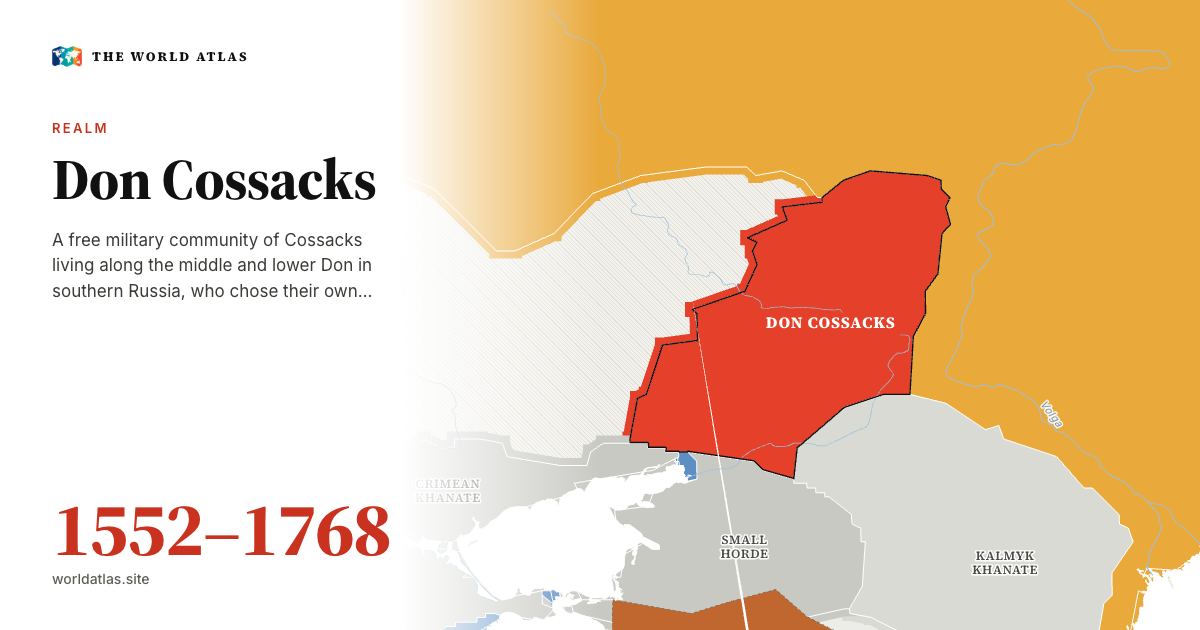 THE WORLD ATLAS
REALM
Don Cossacks
A free military community of Cossacks
living along the middle and lower Don in
southern Russia, who chose their own...
1552–1768
worldatlas.site
DON COSSACKS
Volga
CRIMEAN
KHANATE
SMALL
HORDE
KALMYK
KHANATE